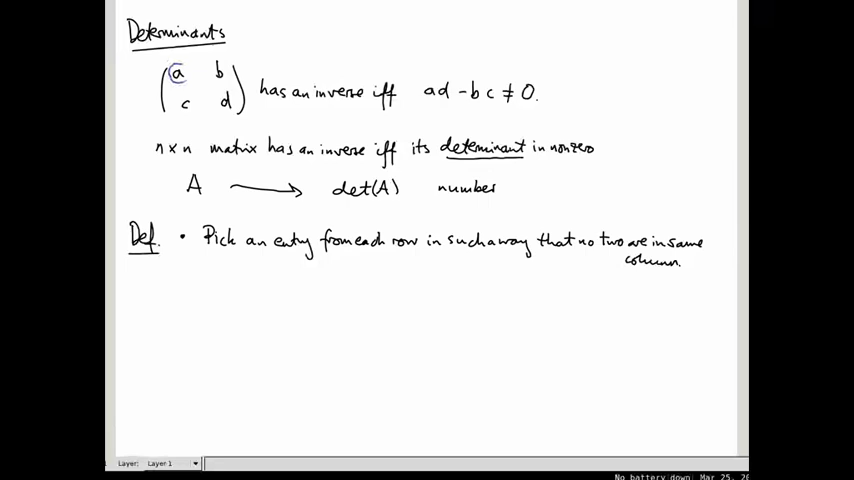 Determinants
( a b
c d ) has an inverse iff ad - bc ≠ 0.
n x n matrix has an inverse iff its determinant in nonzero
A → det(A) number
Def. • Pick an entry from each row in such a way that no two are in same
column.
Layer: Layer 1
No battery down Mar 25, 20